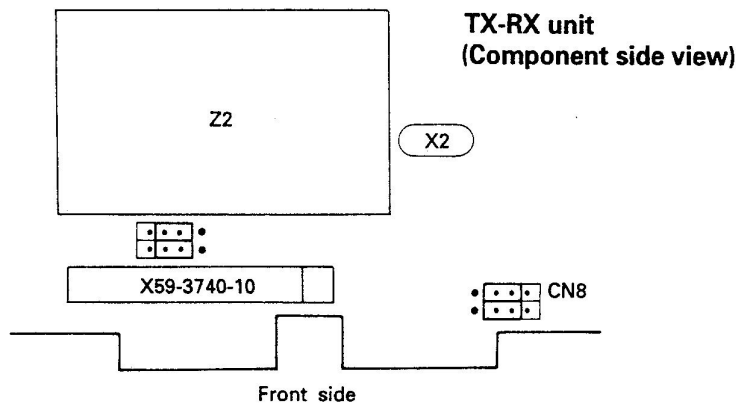 TX-RX unit
(Component side view)
Z2
X2
X59-3740-10
CN8
Front side